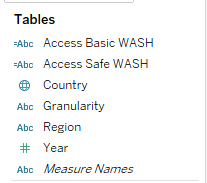 Tables
=Abc Access Basic WASH
=Abc Access Safe WASH
Country
Abc Granularity
Abc Region
# Year
Abc Measure Names